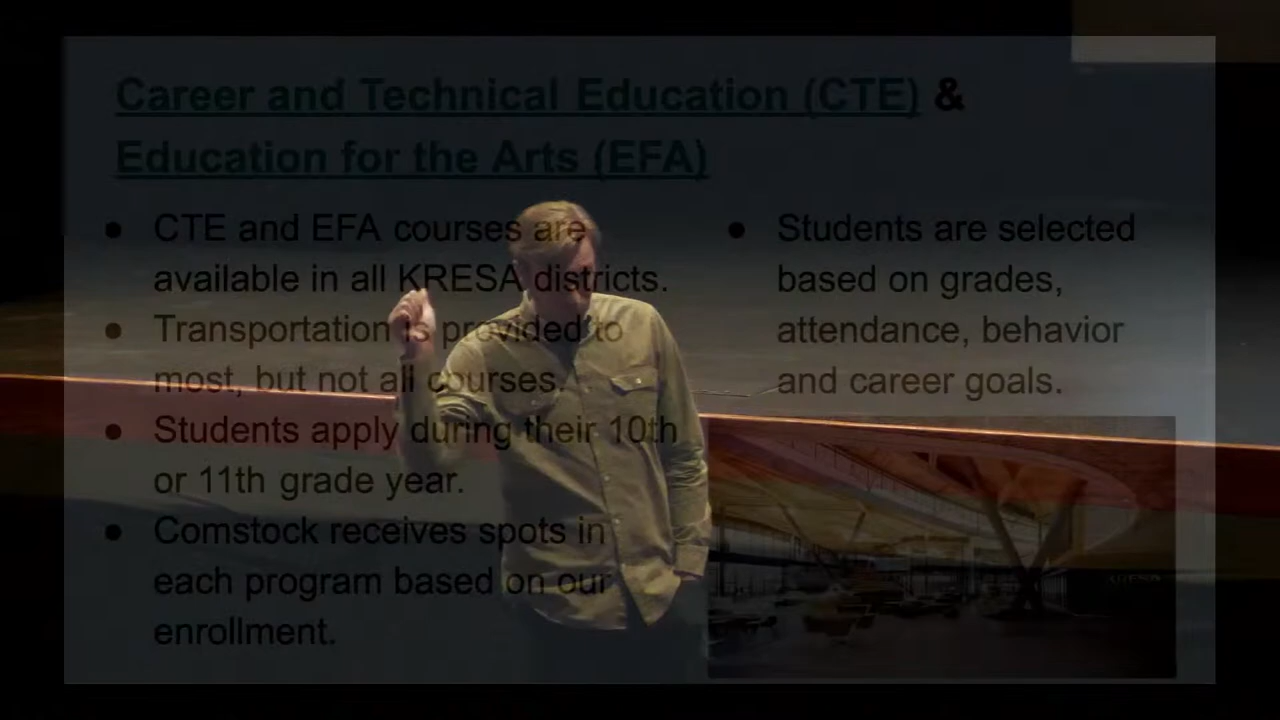 Career and Technical Education (CTE) &
Education for the Arts (EFA)
● CTE and EFA courses are
available in all KRESA districts.
● Transportation is provided to
most, but not all courses.
● Students apply during their 10th
or 11th grade year.
● Comstock receives spots in
each program based on our
enrollment.
● Students are selected
based on grades,
attendance, behavior
and career goals.
KRESA